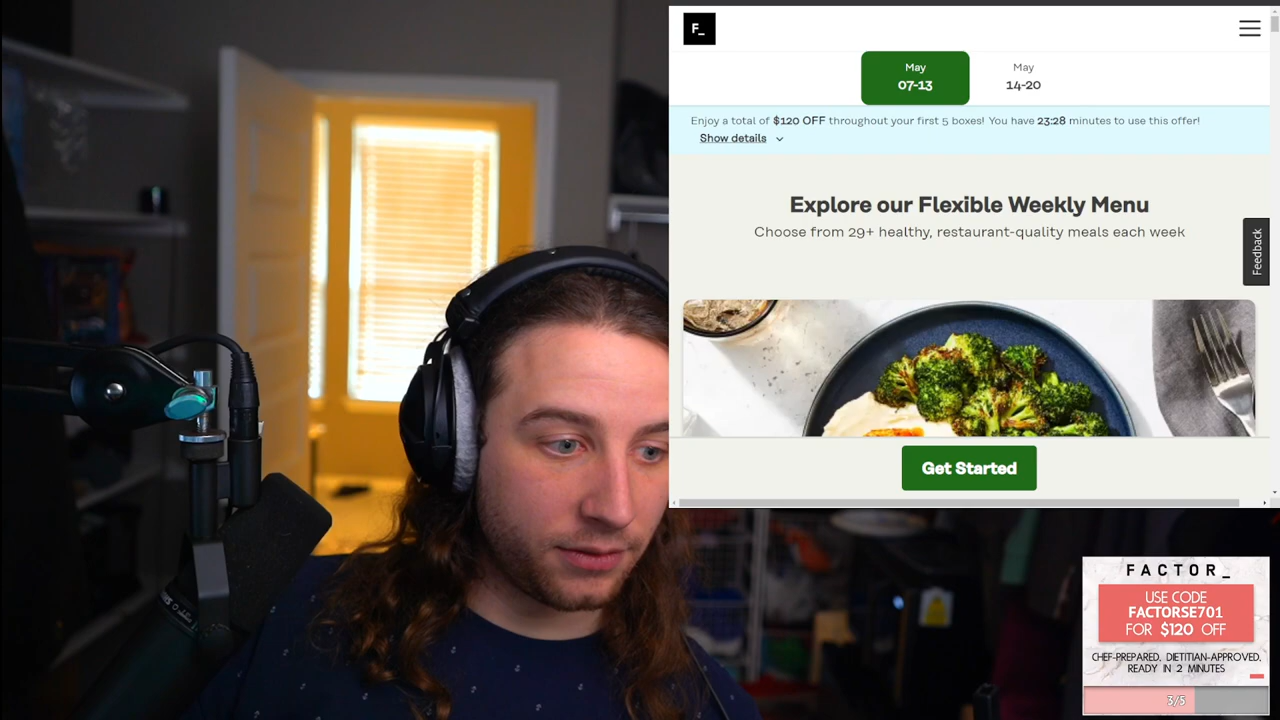 F_
May
07-13
May
14-20
Enjoy a total of $120 OFF throughout your first 5 boxes! You have 23:28 minutes to use this offer!
Show details
Explore our Flexible Weekly Menu
Choose from 29+ healthy, restaurant-quality meals each week
Feedback
Get Started
FACTOR_
USE CODE
FACTORSE701
FOR $120 OFF
CHEF-PREPARED, DIETITIAN-APPROVED,
READY IN 2 MINUTES
3/5